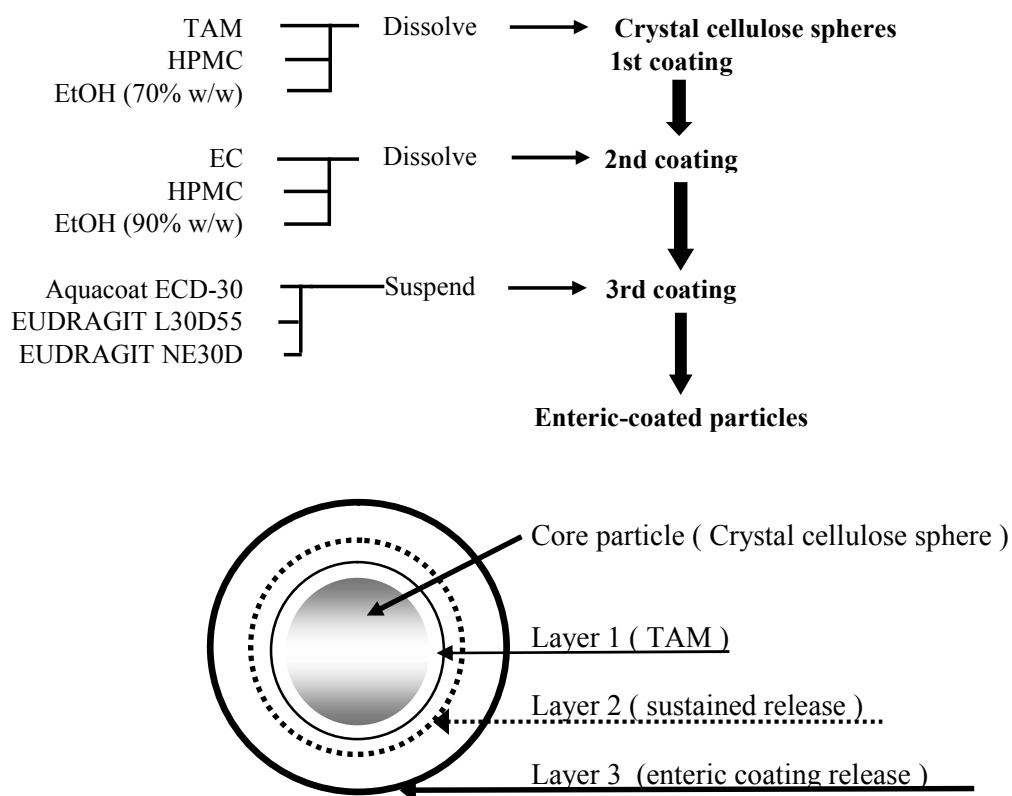 TAM
HPMC
EtOH (70% w/w)
Dissolve
Crystal cellulose spheres
1st coating
EC
HPMC
EtOH (90% w/w)
Dissolve
2nd coating
Aquacoat ECD-30
EUDRAGIT L30D55
EUDRAGIT NE30D
Suspend
3rd coating
Enteric-coated particles
Core particle ( Crystal cellulose sphere )
Layer 1 ( TAM )
Layer 2 ( sustained release )
Layer 3 (enteric coating release )